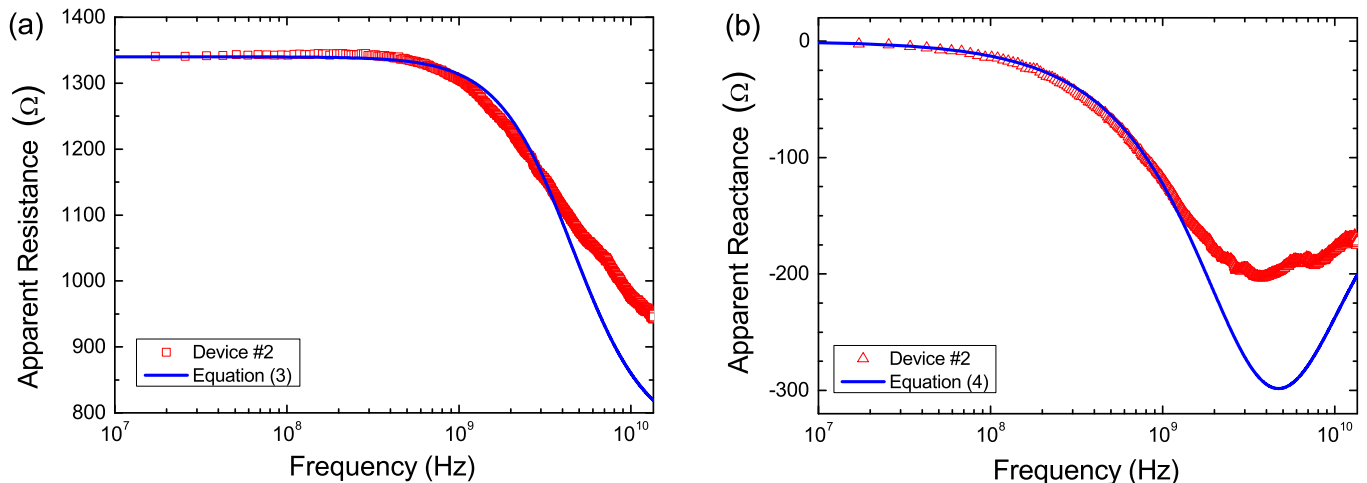 (a)
1400
1300
1200
1100
1000
900
800
Apparent Resistance (Ω)
Device #2
Equation (3)
10^7
10^8
10^9
10^10
Frequency (Hz)
(b)
0
-100
-200
-300
Apparent Reactance (Ω)
Device #2
Equation (4)
10^7
10^8
10^9
10^10
Frequency (Hz)